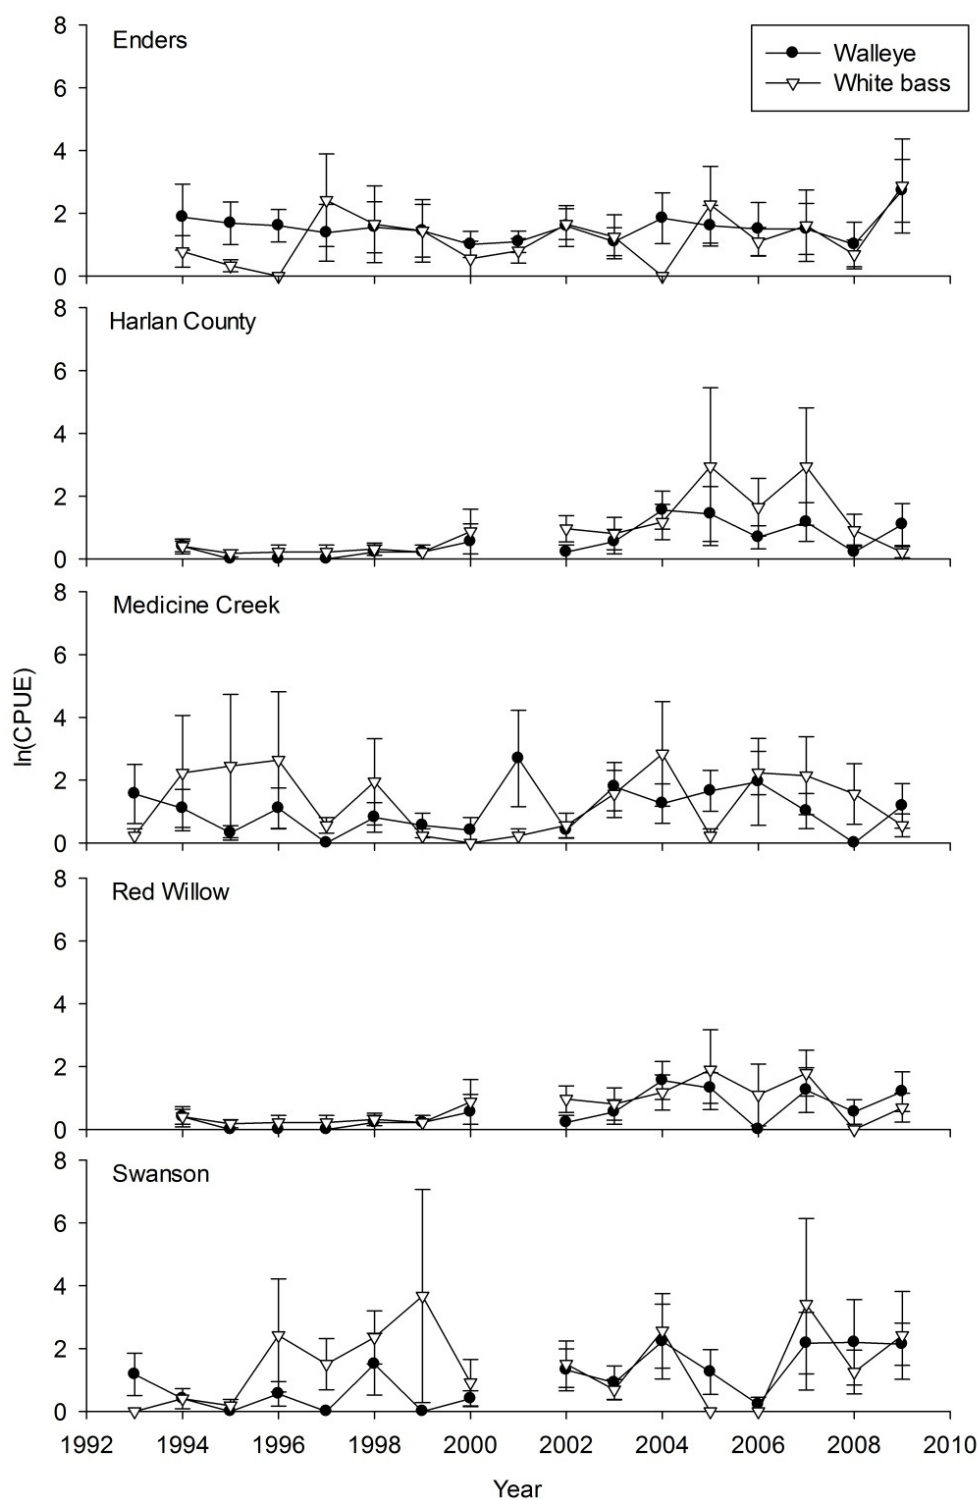 8
Enders
Walleye
White bass
6
4
2
0
8
Harlan County
6
4
2
0
8
Medicine Creek
6
4
2
0
ln(CPUE)
8
Red Willow
6
4
2
0
8
Swanson
6
4
2
0
1992 1994 1996 1998 2000 2002 2004 2006 2008 2010
Year